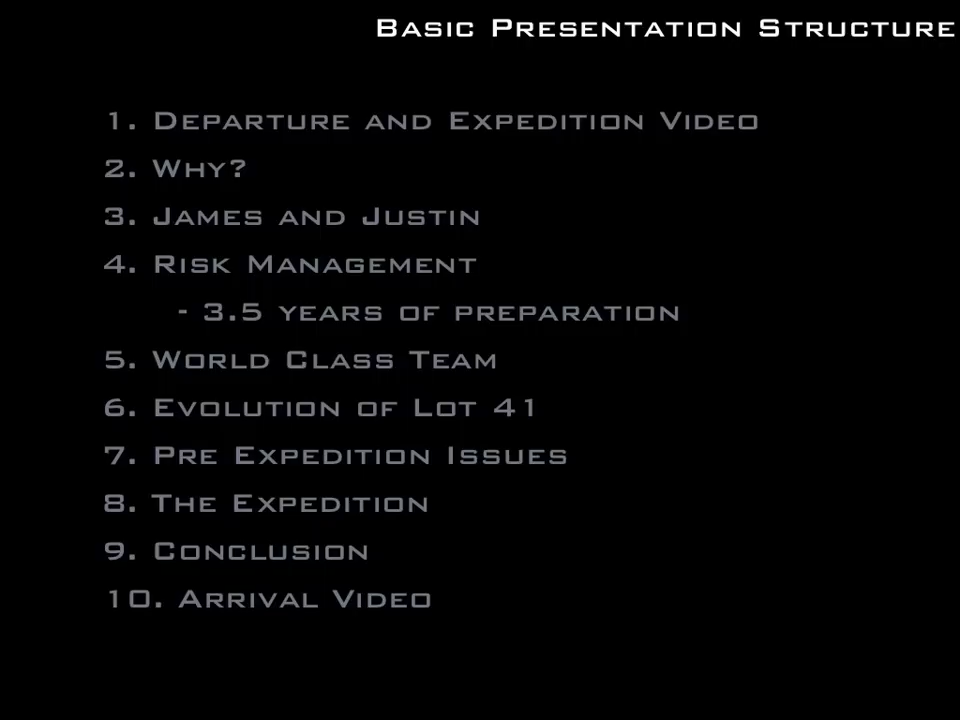 Basic Presentation Structure
1. Departure and Expedition Video
2. Why?
3. James and Justin
4. Risk Management
- 3.5 years of preparation
5. World Class Team
6. Evolution of Lot 41
7. Pre Expedition Issues
8. The Expedition
9. Conclusion
10. Arrival Video